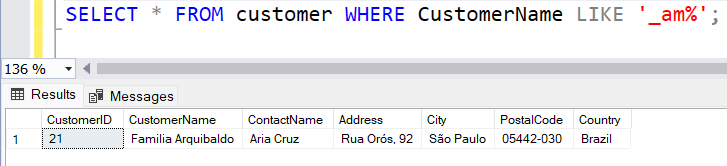 SELECT * FROM customer WHERE CustomerName LIKE '_am%';
136 %
Results Messages
CustomerID CustomerName ContactName Address City PostalCode Country
1 21 Familia Arquibaldo Aria Cruz Rua Orós, 92 São Paulo 05442-030 Brazil